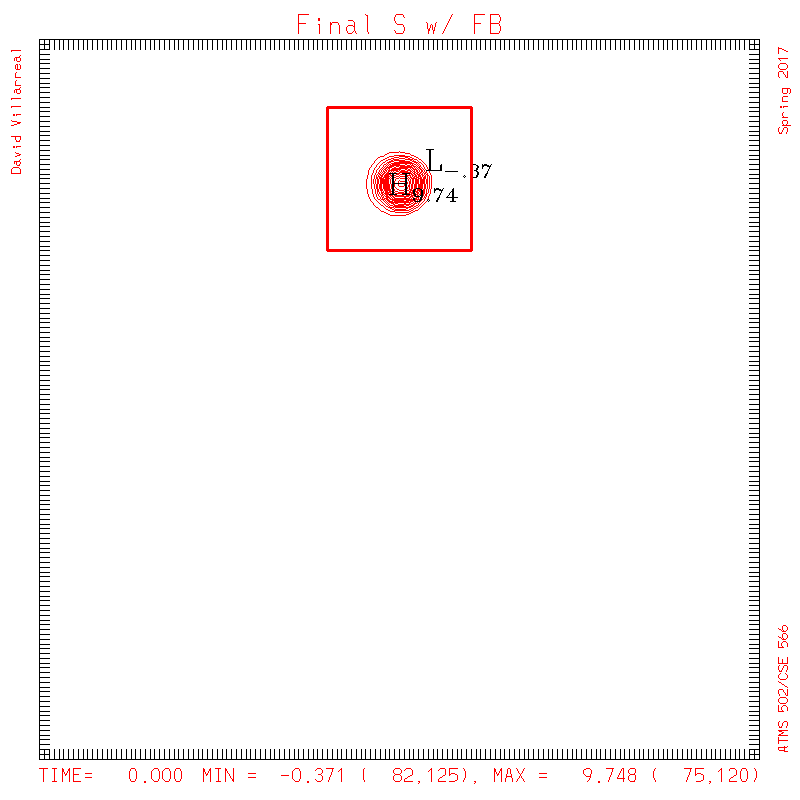 Final S w/ FB
David Villarreal
Spring 2017
L -.37
H 9.74
ATMS 502/CSE 566
TIME= 0.000 MIN = -0.371 ( 82,125), MAX = 9.748 ( 75,120)